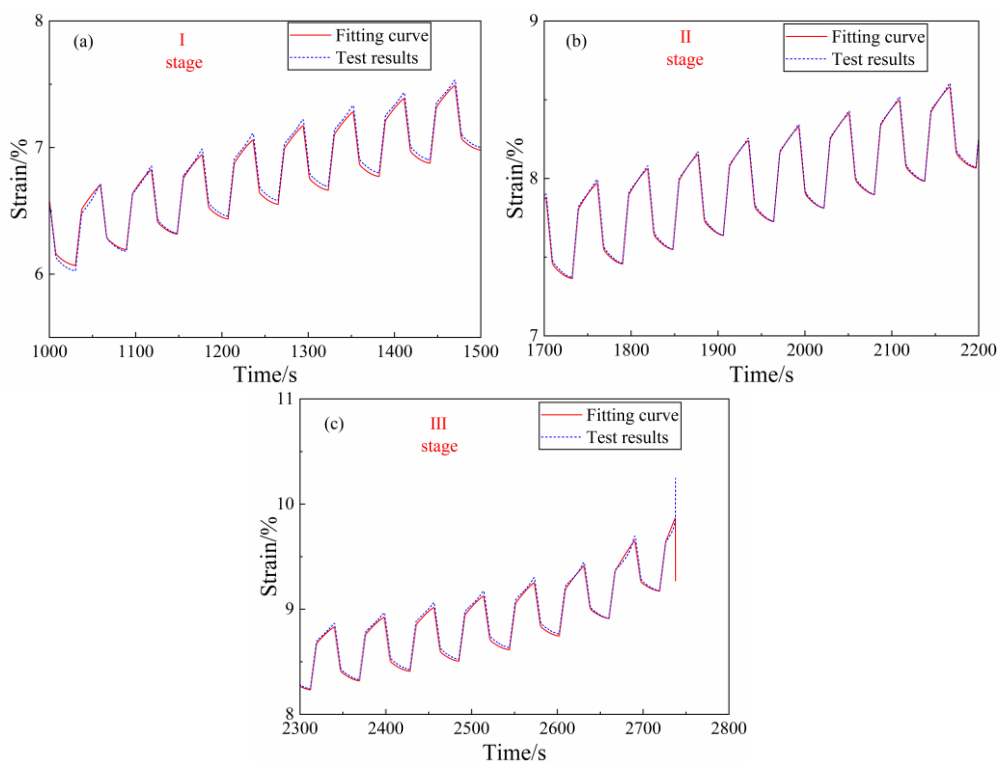 8
7
6
Strain/%
(a)
I
stage
Fitting curve
Test results
1000
1100
1200
1300
1400
1500
Time/s
9
8
7
Strain/%
(b)
II
stage
Fitting curve
Test results
1700
1800
1900
2000
2100
2200
Time/s
11
10
9
8
Strain/%
(c)
III
stage
Fitting curve
Test results
2300
2400
2500
2600
2700
2800
Time/s